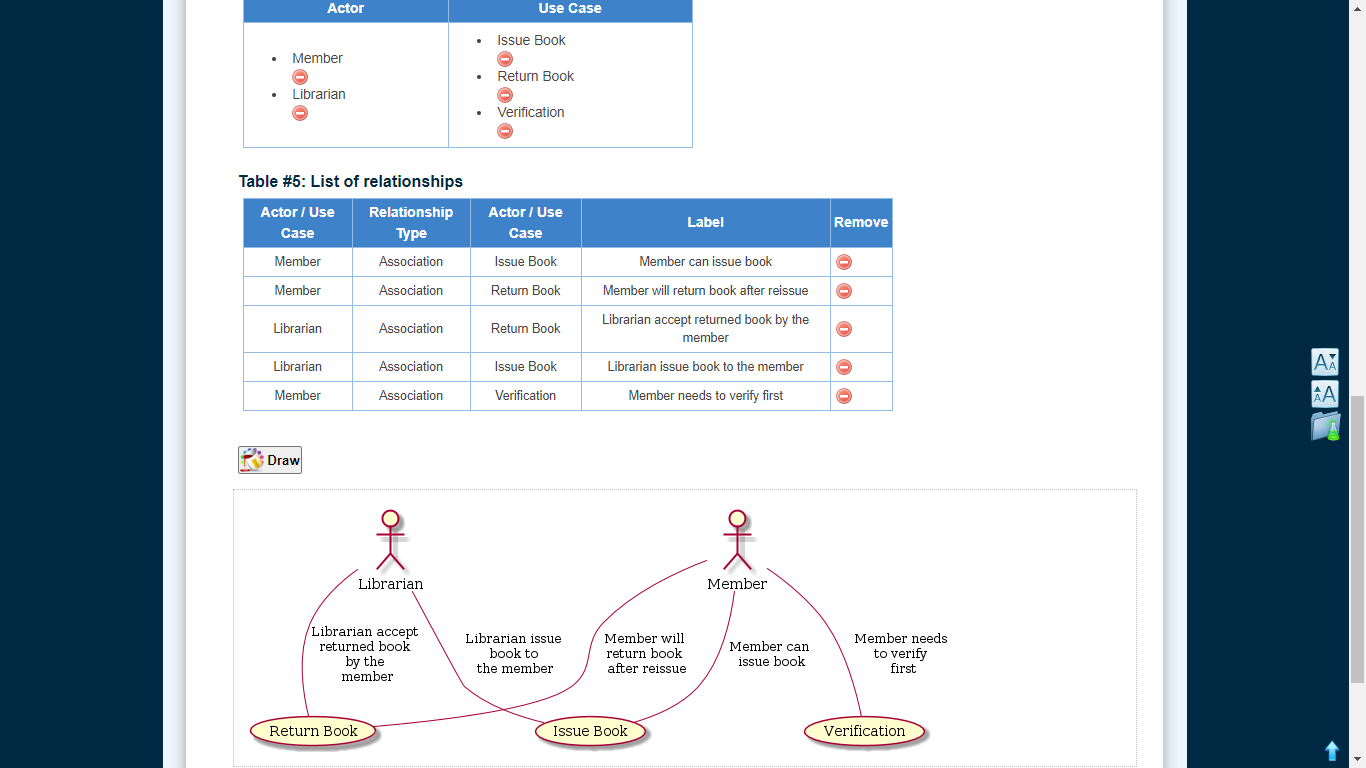 Actor Use Case
Member
Librarian
Issue Book
Return Book
Verification
Table #5: List of relationships
Actor / Use Case Relationship Type Actor / Use Case Label Remove
Member Association Issue Book Member can issue book
Member Association Return Book Member will return book after reissue
Librarian Association Return Book Librarian accept returned book by the
member
Librarian Association Issue Book Librarian issue book to the member
Member Association Verification Member needs to verify first
Draw
Librarian
Member
Librarian accept
returned book
by the
member
Librarian issue
book to
the member
Member will
return book
after reissue
Member can
issue book
Member needs
to verify
first
Return Book
Issue Book
Verification